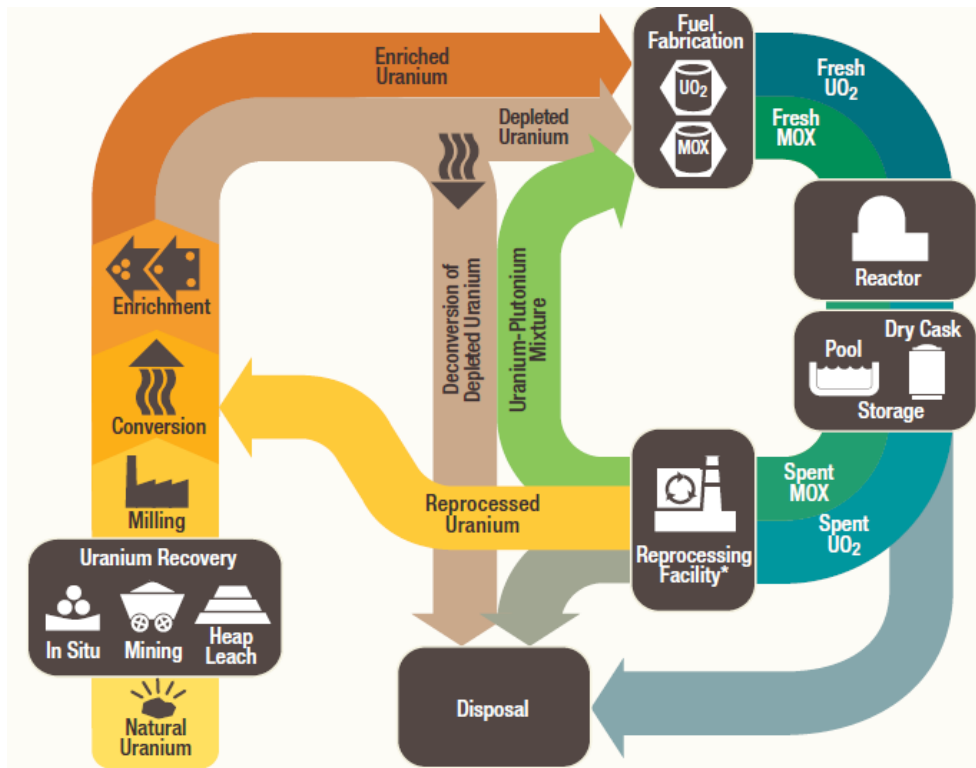 Fuel
Fabrication
UO2
MOX
Enriched
Uranium
Depleted
Uranium
Fresh
UO2
Fresh
MOX
Reactor
Enrichment
Deconversion of
Depleted Uranium
Uranium-Plutonium
Mixture
Dry Cask
Pool
Storage
Conversion
Milling
Reprocessed
Uranium
Spent
MOX
Spent
UO2
Reprocessing
Facility*
Uranium Recovery
In Situ
Mining
Heap
Leach
Disposal
Natural
Uranium